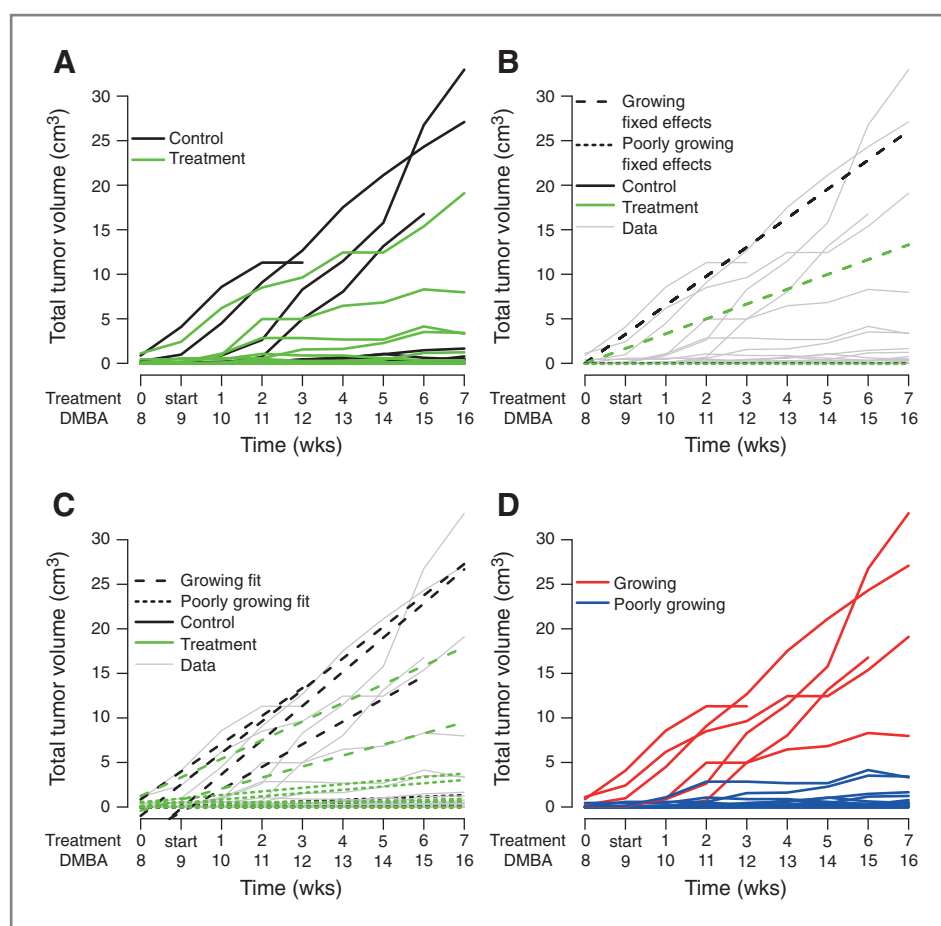 A
Total tumor volume (cm³)
30
25
20
15
10
5
0
Control
Treatment
Treatment 0 start 1 2 3 4 5 6 7
DMBA 8 9 10 11 12 13 14 15 16
Time (wks)
B
Total tumor volume (cm³)
30
25
20
15
10
5
0
Growing
fixed effects
Poorly growing
fixed effects
Control
Treatment
Data
0 start 1 2 3 4 5 6 7
8 9 10 11 12 13 14 15 16
Time (wks)
C
Total tumor volume (cm³)
30
25
20
15
10
5
0
Growing fit
Poorly growing fit
Control
Treatment
Data
Treatment 0 start 1 2 3 4 5 6 7
DMBA 8 9 10 11 12 13 14 15 16
Time (wks)
D
Total tumor volume (cm³)
30
25
20
15
10
5
0
Growing
Poorly growing
0 start 1 2 3 4 5 6 7
8 9 10 11 12 13 14 15 16
Time (wks)